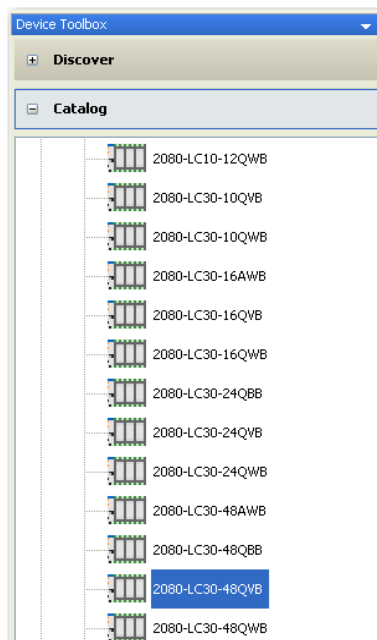 Device Toolbox
Discover
Catalog
2080-LC10-12QWB
2080-LC30-10QVB
2080-LC30-10QWB
2080-LC30-16AWB
2080-LC30-16QVB
2080-LC30-16QWB
2080-LC30-24QBB
2080-LC30-24QVB
2080-LC30-24QWB
2080-LC30-48AWB
2080-LC30-48QBB
2080-LC30-48QVB
2080-LC30-48QWB